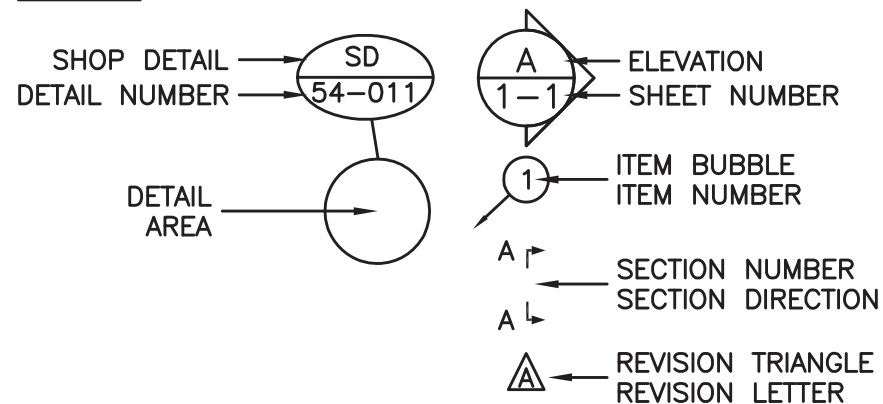 SHOP DETAIL
DETAIL NUMBER
SD
54-011
DETAIL
AREA
A
1-1
ELEVATION
SHEET NUMBER
1
ITEM BUBBLE
ITEM NUMBER
A
A
SECTION NUMBER
SECTION DIRECTION
A
REVISION TRIANGLE
REVISION LETTER